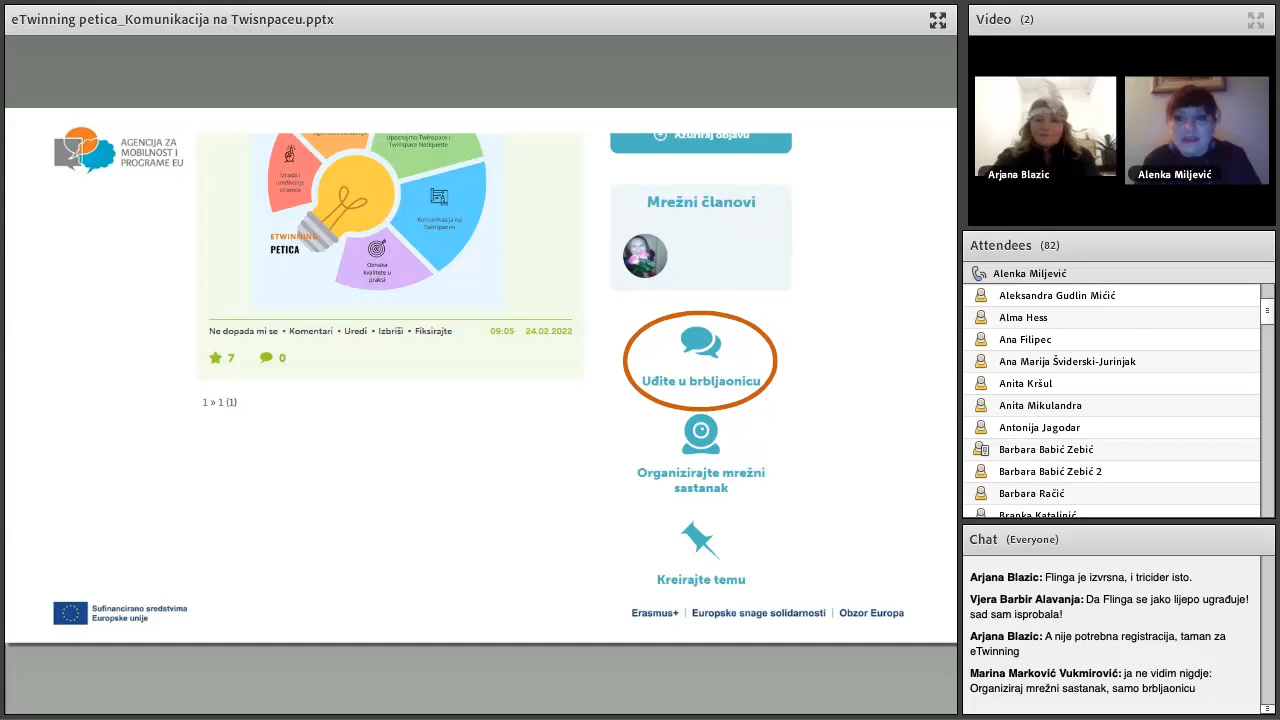 eTwinning petica_Komunikacija na Twisnpaceu.pptx
AGENCIJA ZA
MOBILNOST I
PROGRAME EU
Upoznajmo Twinspace i
Twinspace Netiquette
Izrada i
uređivanje
stranice
Komunikacija na
Twinspaceu
ETWINNING
PETICA
Oznaka
kvalitete u
praksi
Ne dopada mi se • Komentari • Uredi • Izbriši • Fiksirajte 09:05 24.02.2022
7 0
1 » 1 (1)
Ažuriraj objavu
Mrežni članovi
Uđite u brbljaonicu
Organizirajte mrežni
sastanak
Kreirajte temu
Sufinancirano sredstvima
Europske unije
Erasmus+ | Europske snage solidarnosti | Obzor Europa
Video (2)
Arjana Blazic
Alenka Miljević
Attendees (82)
Alenka Miljević
Aleksandra Gudlin Mićić
Alma Hess
Ana Filipec
Ana Marija Šviderski-Jurinjak
Anita Kršul
Anita Mikulandra
Antonija Jagodar
Barbara Babić Zebić
Barbara Babić Zebić 2
Barbara Račić
Branka Katalinić
Chat (Everyone)
Arjana Blazic: Flinga je izvrsna, i tricider isto.
Vjera Barbir Alavanja: Da Flinga se jako lijepo ugrađuje!
sad sam isprobala!
Arjana Blazic: A nije potrebna registracija, taman za
eTwinning
Marina Marković Vukmirović: ja ne vidim nigdje:
Organiziraj mrežni sastanak, samo brbljaonicu